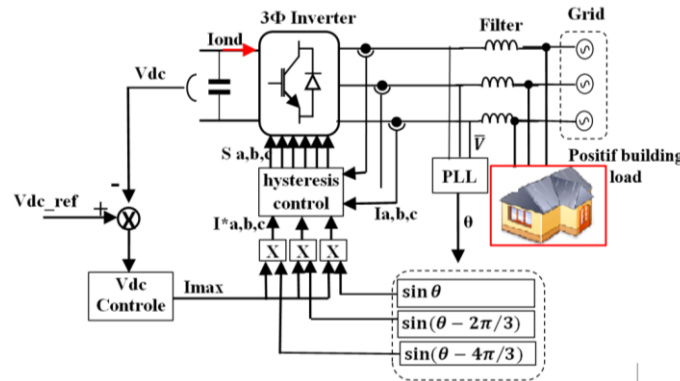 3Φ Inverter
Filter
Grid
Iond
Vdc
S a,b,c
V̅
PLL
Positif building
load
hysteresis
control
Vdc_ref
-
+
X
I*a,b,c
Ia,b,c
θ
X
X
X
Vdc
Controle
Imax
sin θ
sin(θ − 2π/3)
sin(θ − 4π/3)